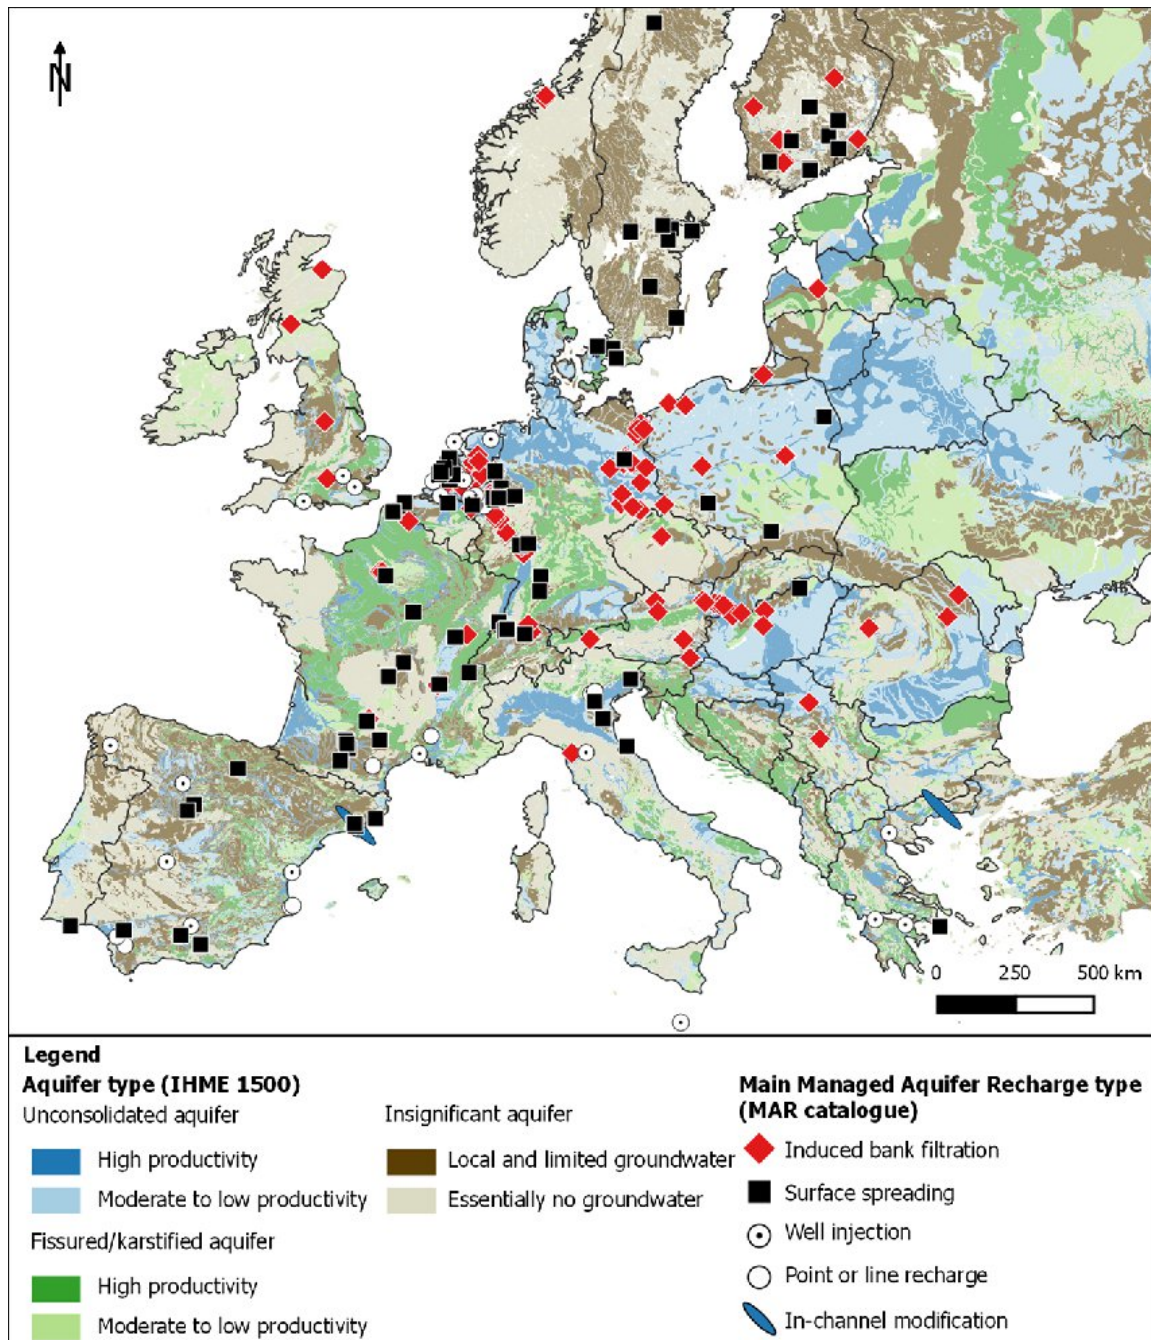 N
0 250 500 km
Legend
Aquifer type (IHME 1500)
Unconsolidated aquifer
High productivity
Moderate to low productivity
Fissured/karstified aquifer
High productivity
Moderate to low productivity
Insignificant aquifer
Local and limited groundwater
Essentially no groundwater
Main Managed Aquifer Recharge type
(MAR catalogue)
Induced bank filtration
Surface spreading
Well injection
Point or line recharge
In-channel modification